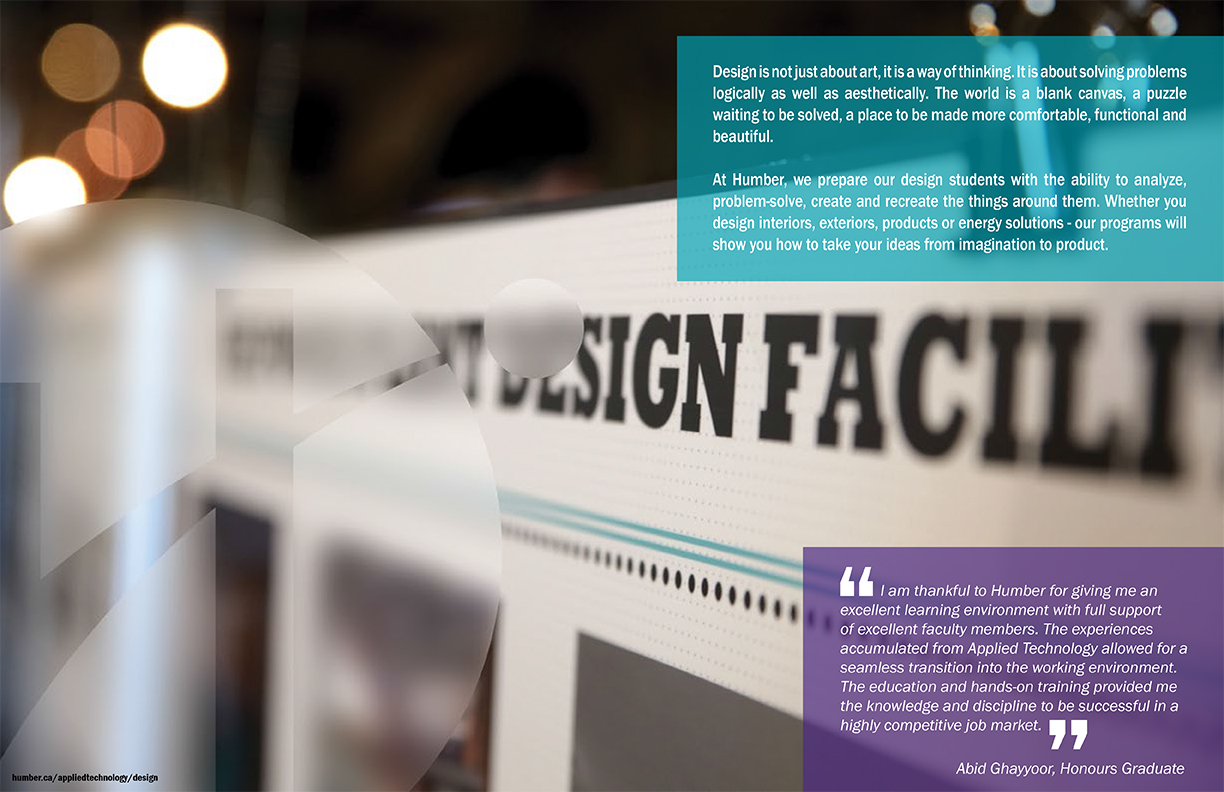 Design is not just about art, it is a way of thinking. It is about solving problems
logically as well as aesthetically. The world is a blank canvas, a puzzle
waiting to be solved, a place to be made more comfortable, functional and
beautiful.
At Humber, we prepare our design students with the ability to analyze,
problem-solve, create and recreate the things around them. Whether you
design interiors, exteriors, products or energy solutions - our programs will
show you how to take your ideas from imagination to product.
DESIGN FACILI
“ I am thankful to Humber for giving me an
excellent learning environment with full support
of excellent faculty members. The experiences
accumulated from Applied Technology allowed for a
seamless transition into the working environment.
The education and hands-on training provided me
the knowledge and discipline to be successful in a
highly competitive job market. ”
Abid Ghayyoor, Honours Graduate
humber.ca/appliedtechnology/design